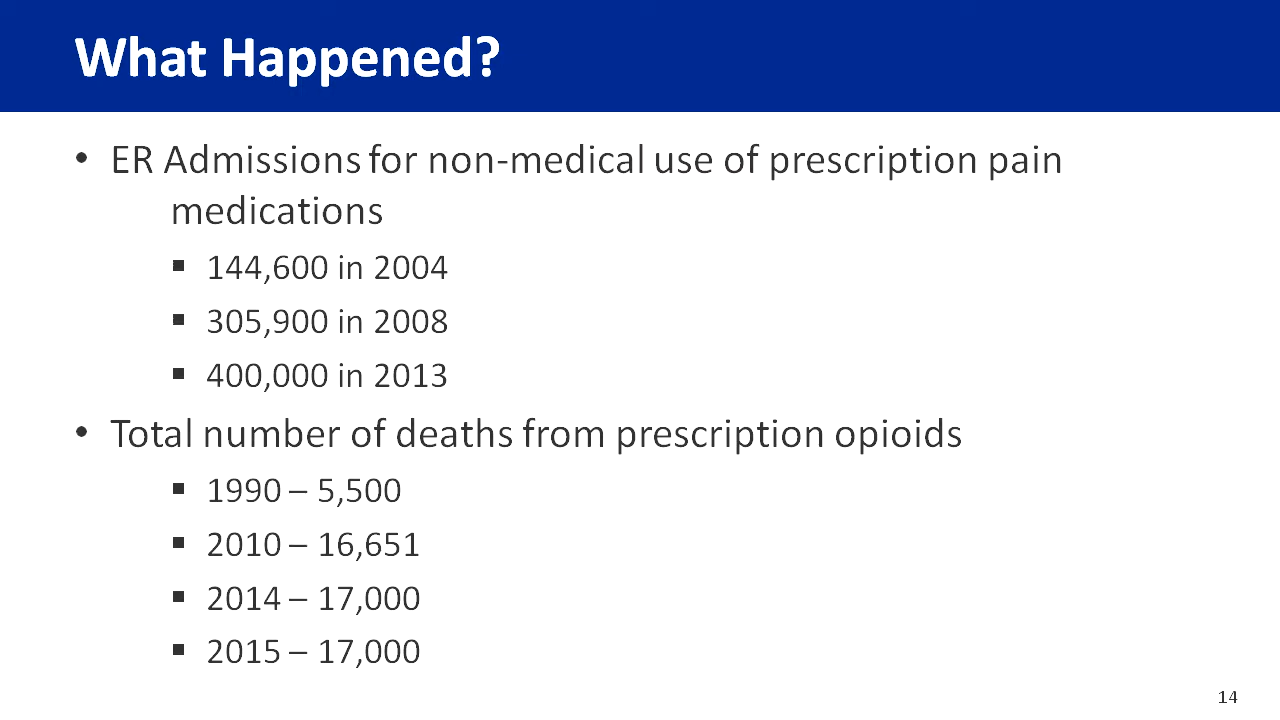 What Happened?
• ER Admissions for non-medical use of prescription pain
medications
▪ 144,600 in 2004
▪ 305,900 in 2008
▪ 400,000 in 2013
• Total number of deaths from prescription opioids
▪ 1990 – 5,500
▪ 2010 – 16,651
▪ 2014 – 17,000
▪ 2015 – 17,000
14